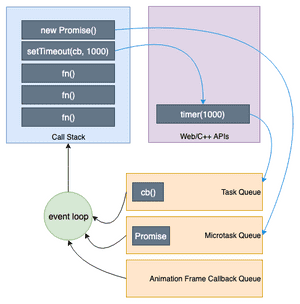 new Promise()
setTimeout(cb, 1000)
fn()
fn()
fn()
Call Stack
timer(1000)
Web/C++ APIs
event loop
cb()
Task Queue
Promise
Microtask Queue
Animation Frame Callback Queue